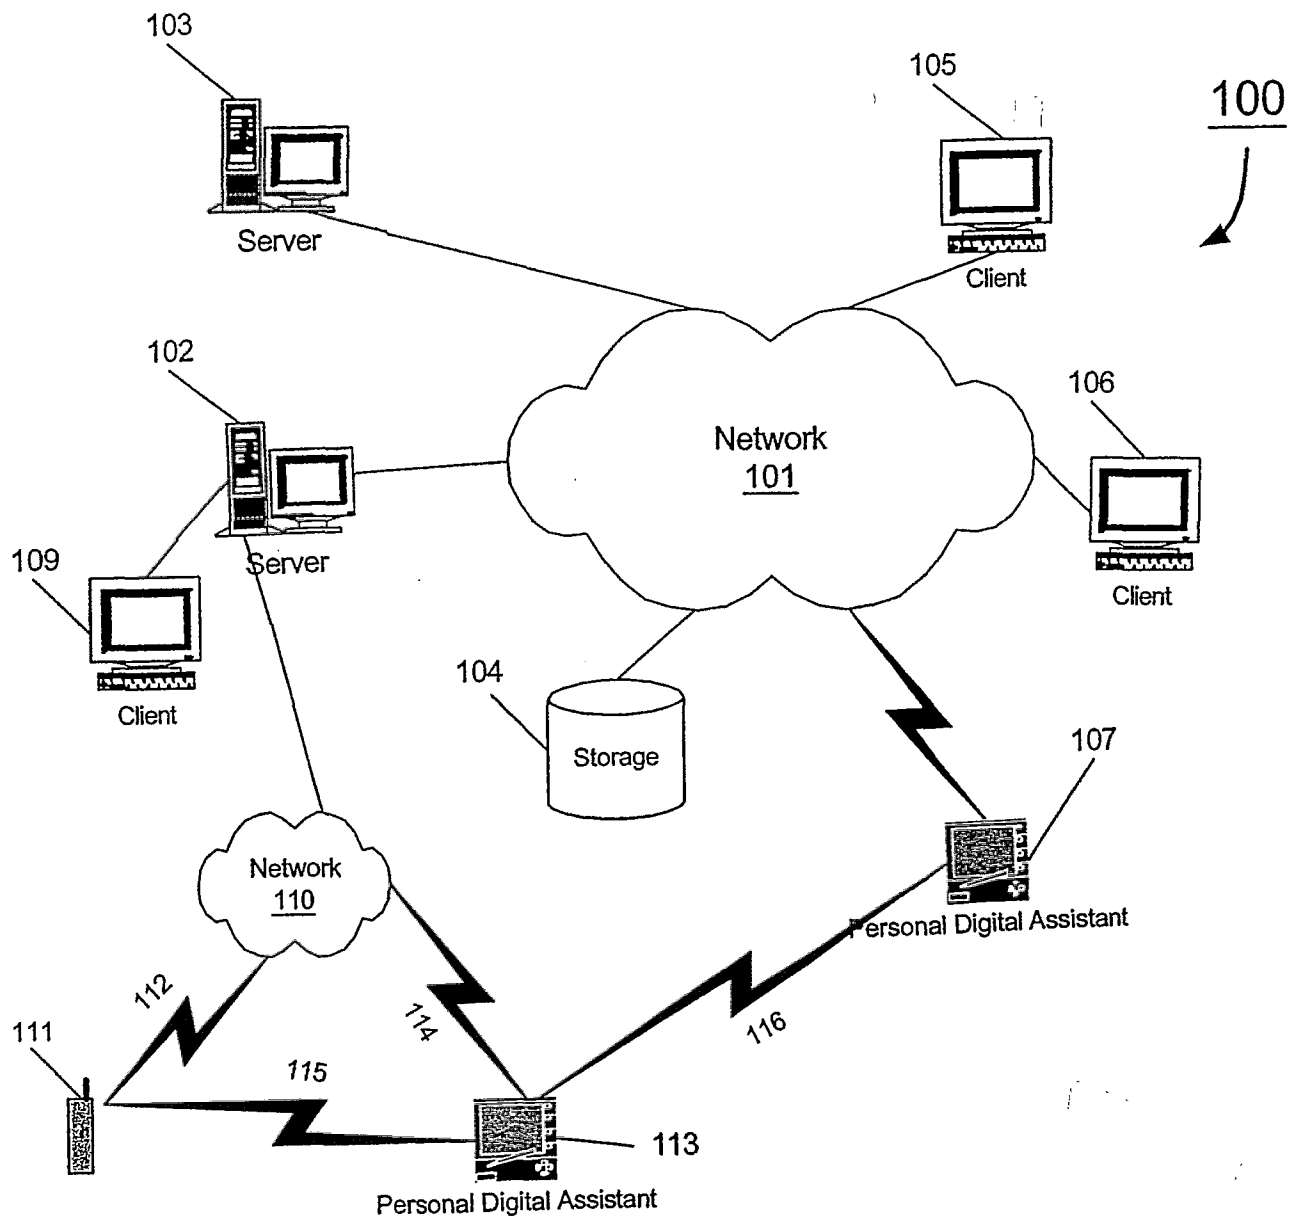 103
105
100
Server
Client
102
106
Network
101
109
Server
Client
Client
104
Storage
107
Network
110
Personal Digital Assistant
112
114
116
111
115
113
Personal Digital Assistant